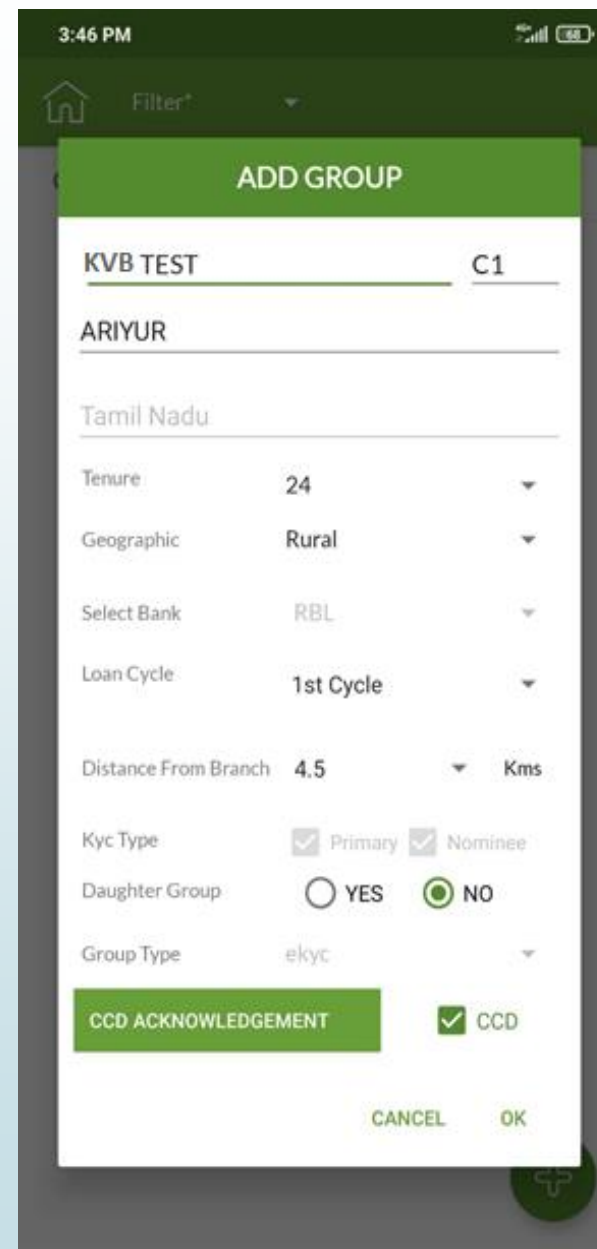 3:46 PM 68
Filter*
ADD GROUP
KVB TEST C1
ARIYUR
Tamil Nadu
Tenure 24
Geographic Rural
Select Bank RBL
Loan Cycle 1st Cycle
Distance From Branch 4.5 Kms
Kyc Type Primary Nominee
Daughter Group YES NO
Group Type ekyc
CCD ACKNOWLEDGEMENT CCD
CANCEL OK